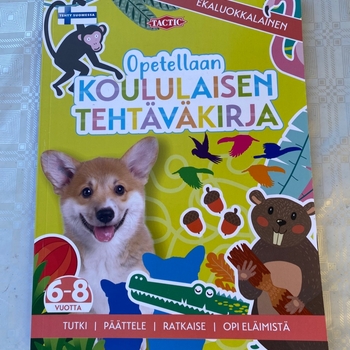 TEHTY SUOMESSA
TACTIC
EKALUOKKALAINEN
Opetellaan
KOULULAISEN
TEHTÄVÄKIRJA
6-8
VUOTTA
TUTKI | PÄÄTTELE | RATKAISE | OPI ELÄIMISTÄ